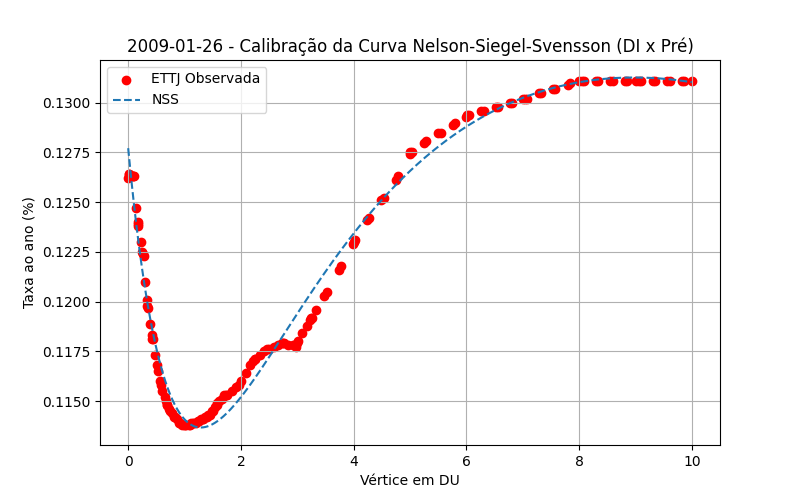 2009-01-26 - Calibração da Curva Nelson-Siegel-Svensson (DI x Pré)
ETTJ Observada
NSS
Taxa ao ano (%)
0.1300
0.1275
0.1250
0.1225
0.1200
0.1175
0.1150
0 2 4 6 8 10
Vértice em DU